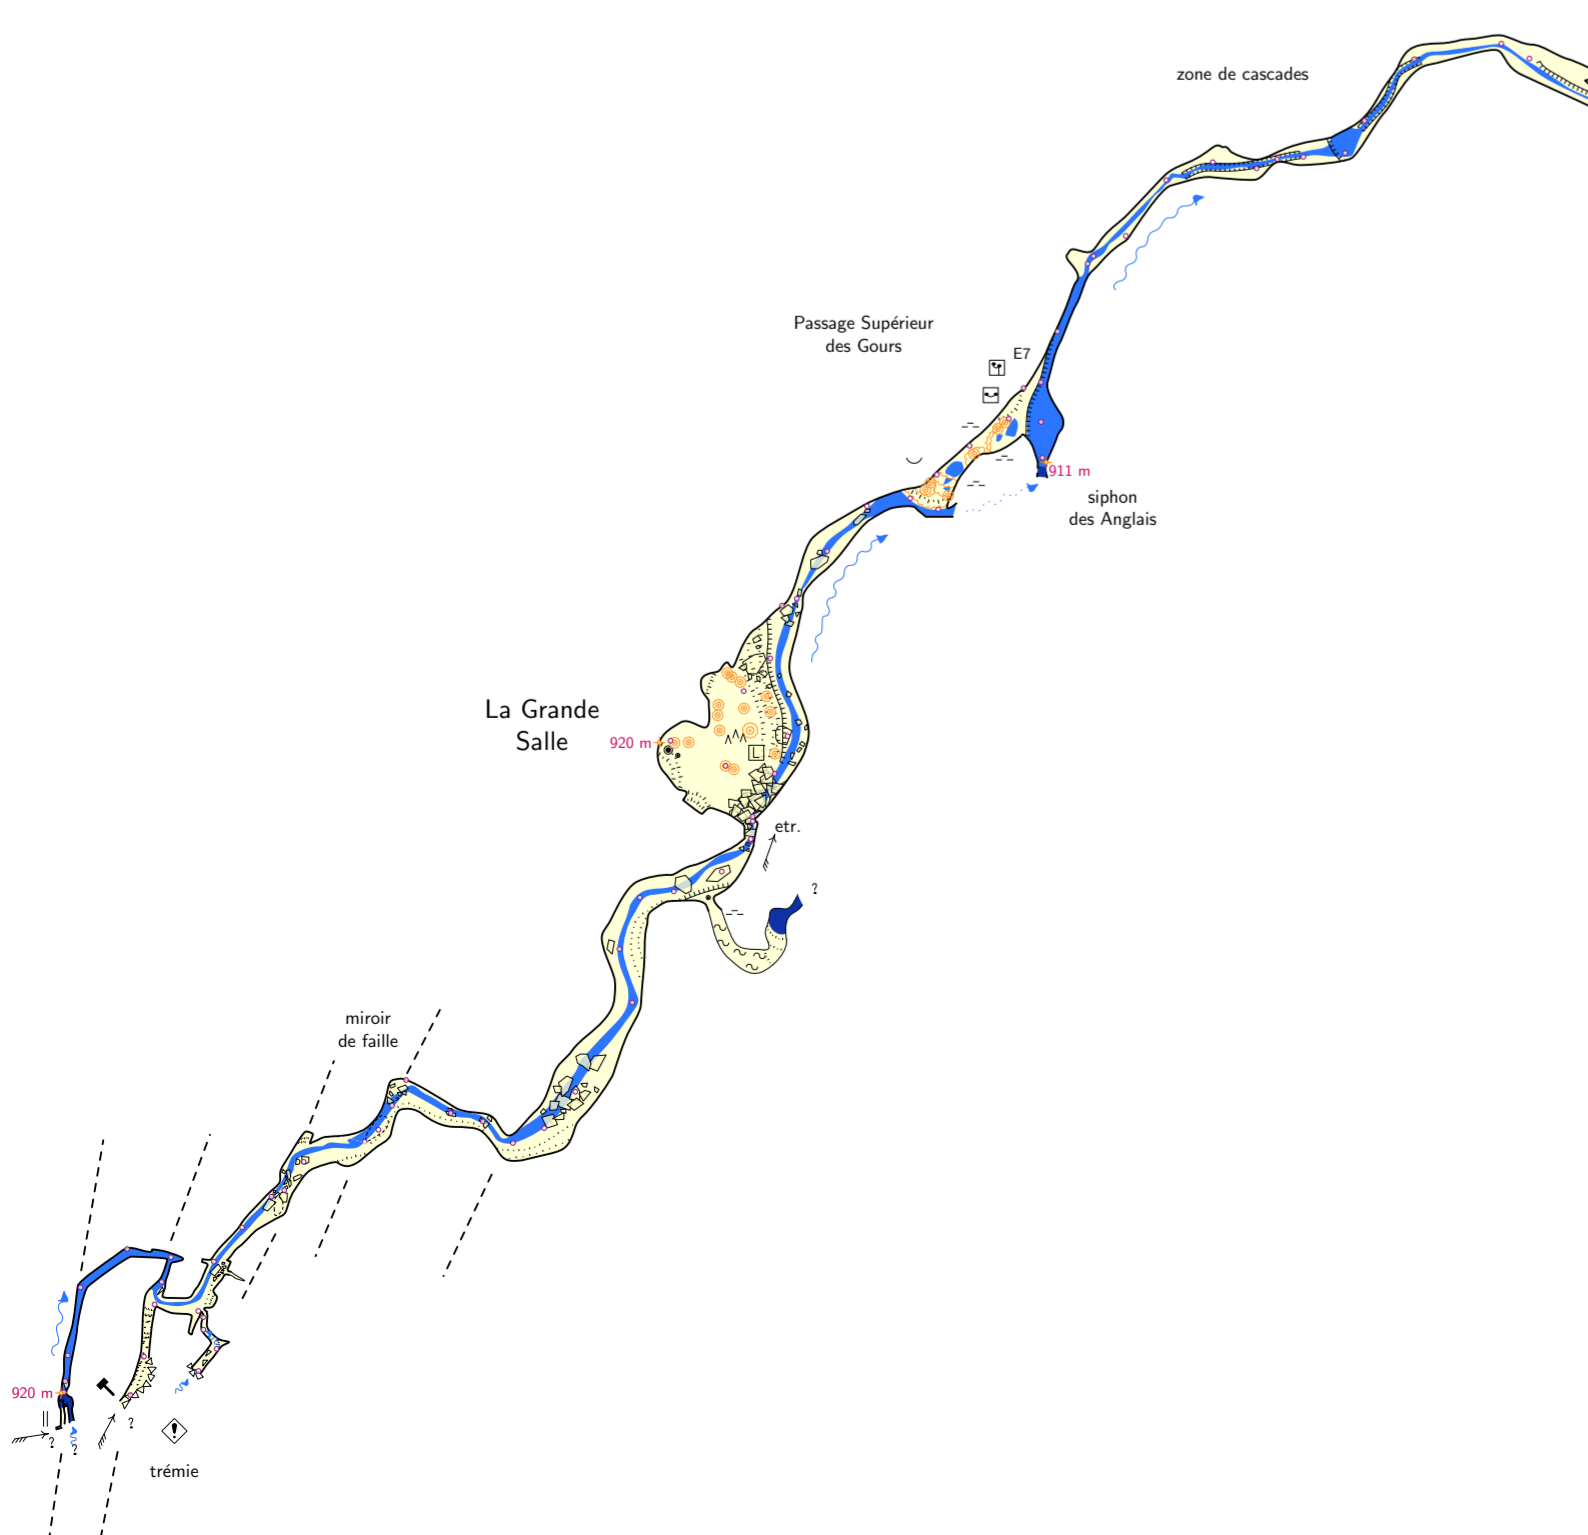 zone de cascades
Passage Supérieur
des Gours
E7
911 m
siphon
des Anglais
La Grande
Salle
920 m
L
etr.
?
miroir
de faille
920 m
?
?
?
!
trémie